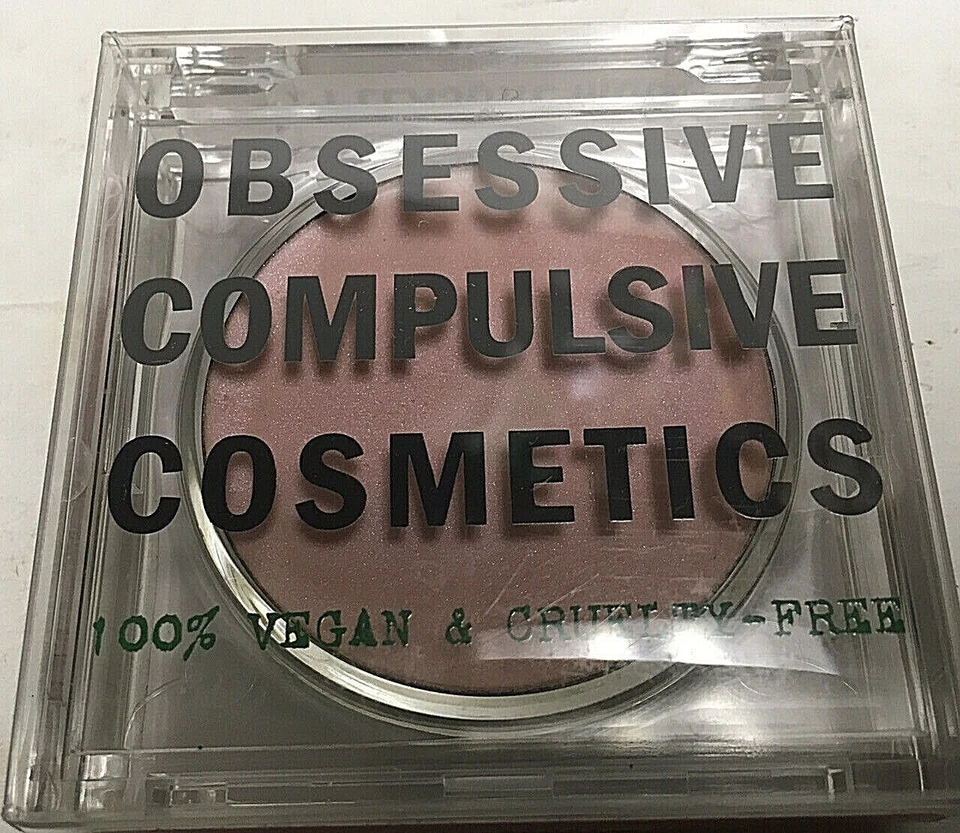 OBSESSIVE
COMPULSIVE
COSMETICS
100% VEGAN & CRUELTY-FREE